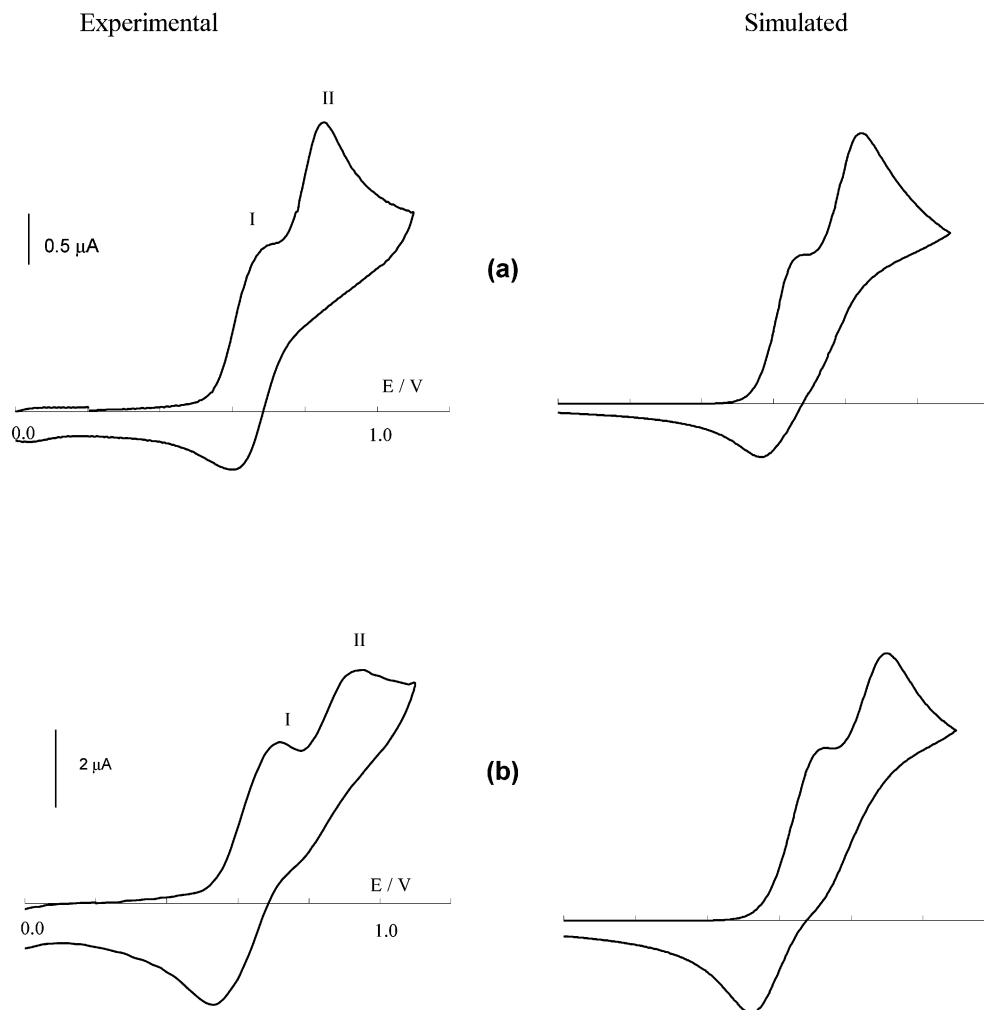 Experimental Simulated
II
I
0.5 μA
(a)
E / V
0.0 1.0
II
I
2 μA
(b)
E / V
0.0 1.0